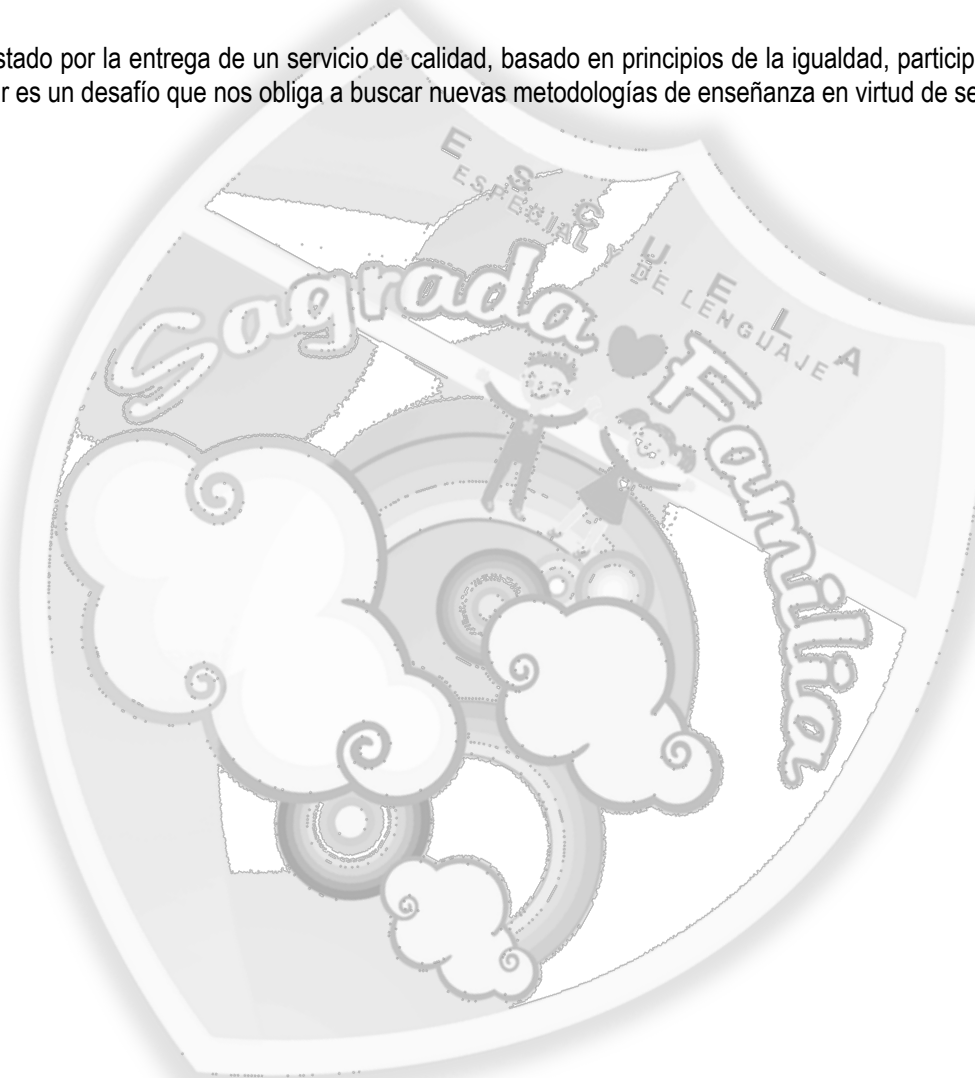 stado por la entrega de un servicio de calidad, basado en principios de la igualdad, particip
r es un desafío que nos obliga a buscar nuevas metodologías de enseñanza en virtud de se
ESCUELA
ESPECIAL Y DE LENGUAJE
Sagrada Familia